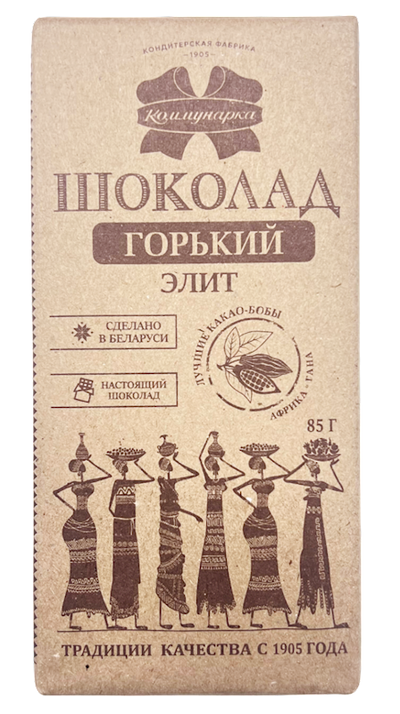 КОНДИТЕРСКАЯ ФАБРИКА
–1905–
Коммунарка
ШОКОЛАД
ГОРЬКИЙ
ЭЛИТ
СДЕЛАНО
В БЕЛАРУСИ
НАСТОЯЩИЙ
ШОКОЛАД
ЛУЧШИЕ КАКАО-БОБЫ
АФРИКА · ГАНА
85 Г
ТРАДИЦИИ КАЧЕСТВА С 1905 ГОДА